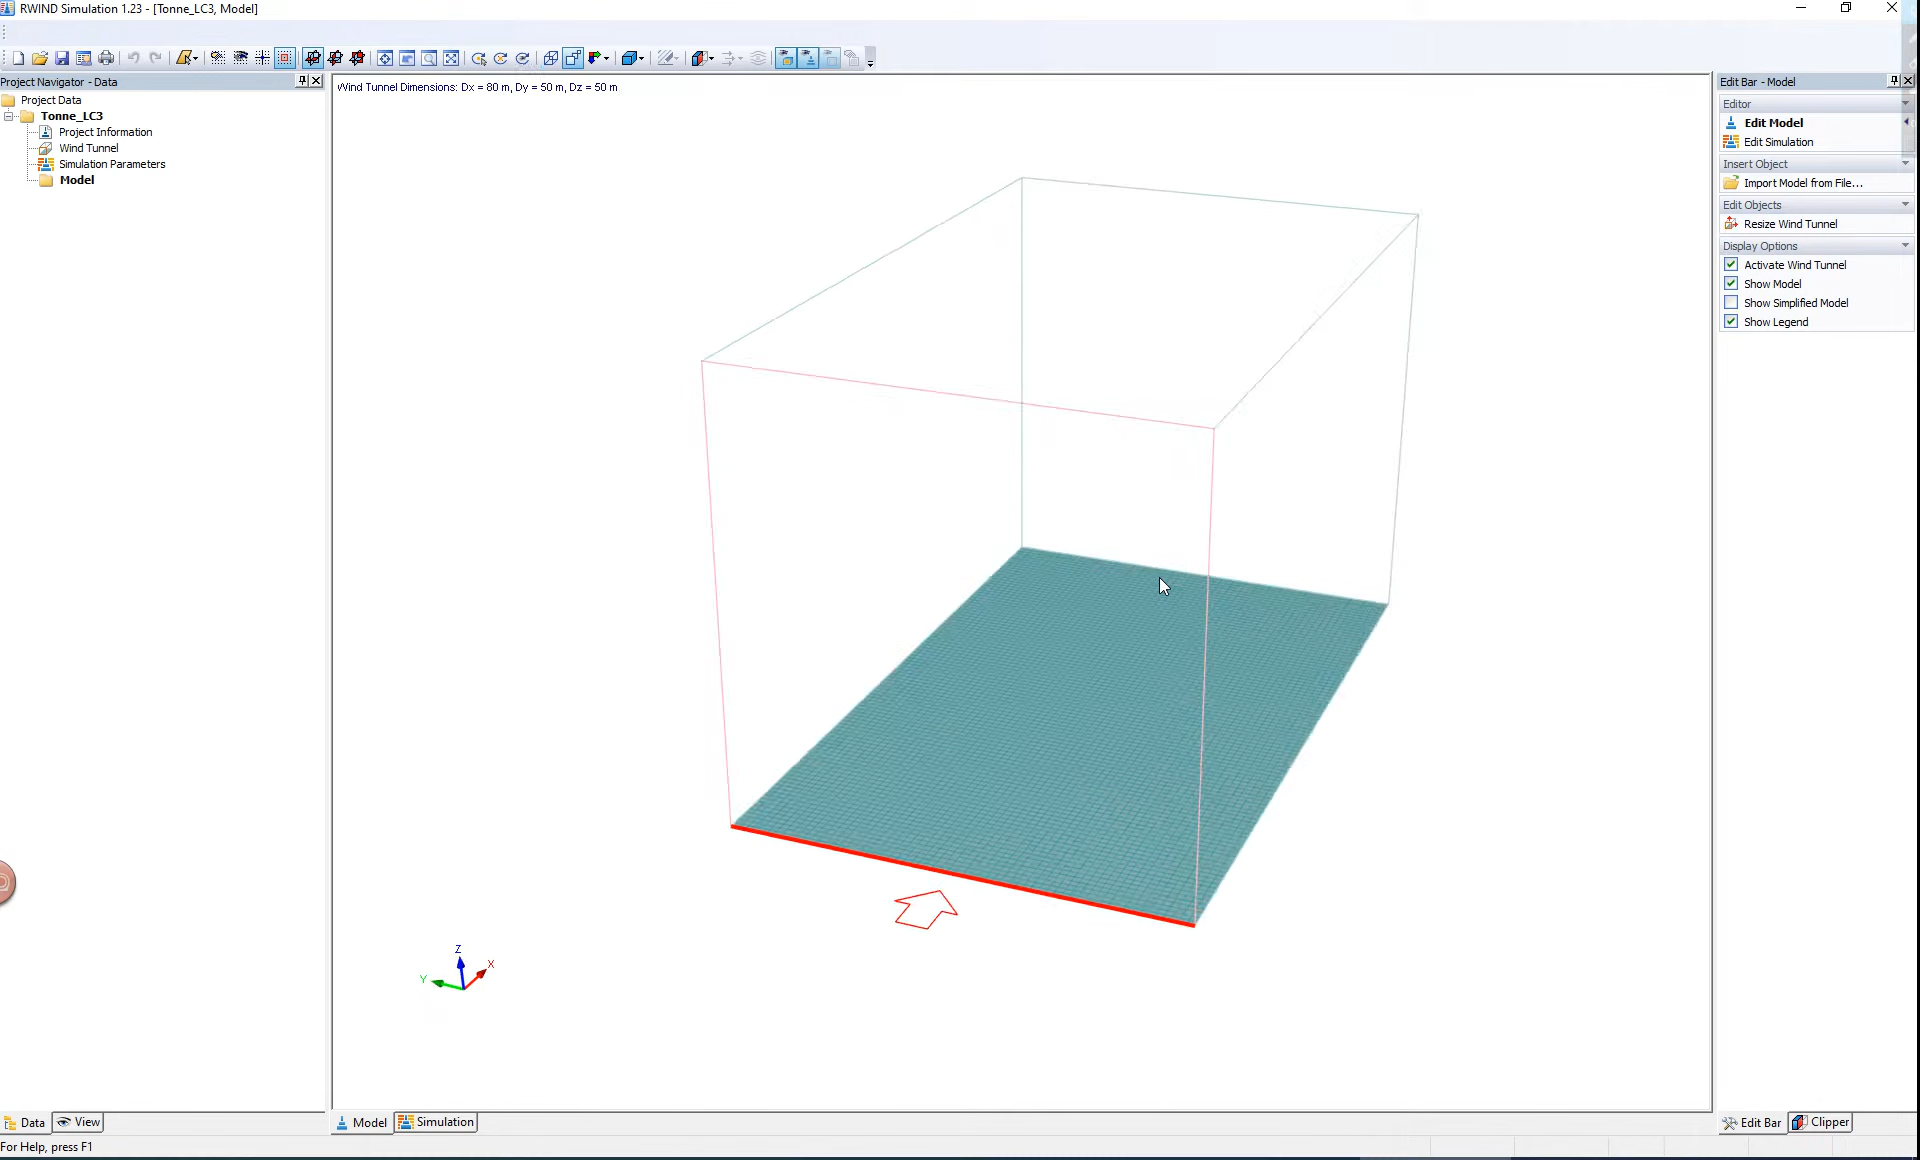 RWIND Simulation 1.23 - [Tonne_LC3, Model]
Project Navigator - Data
Project Data
Tonne_LC3
Project Information
Wind Tunnel
Simulation Parameters
Model
Wind Tunnel Dimensions: Dx = 80 m, Dy = 50 m, Dz = 50 m
Z
X
Y
Edit Bar - Model
Editor
Edit Model
Edit Simulation
Insert Object
Import Model from File...
Edit Objects
Resize Wind Tunnel
Display Options
Activate Wind Tunnel
Show Model
Show Simplified Model
Show Legend
Data
View
Model
Simulation
Edit Bar
Clipper
For Help, press F1